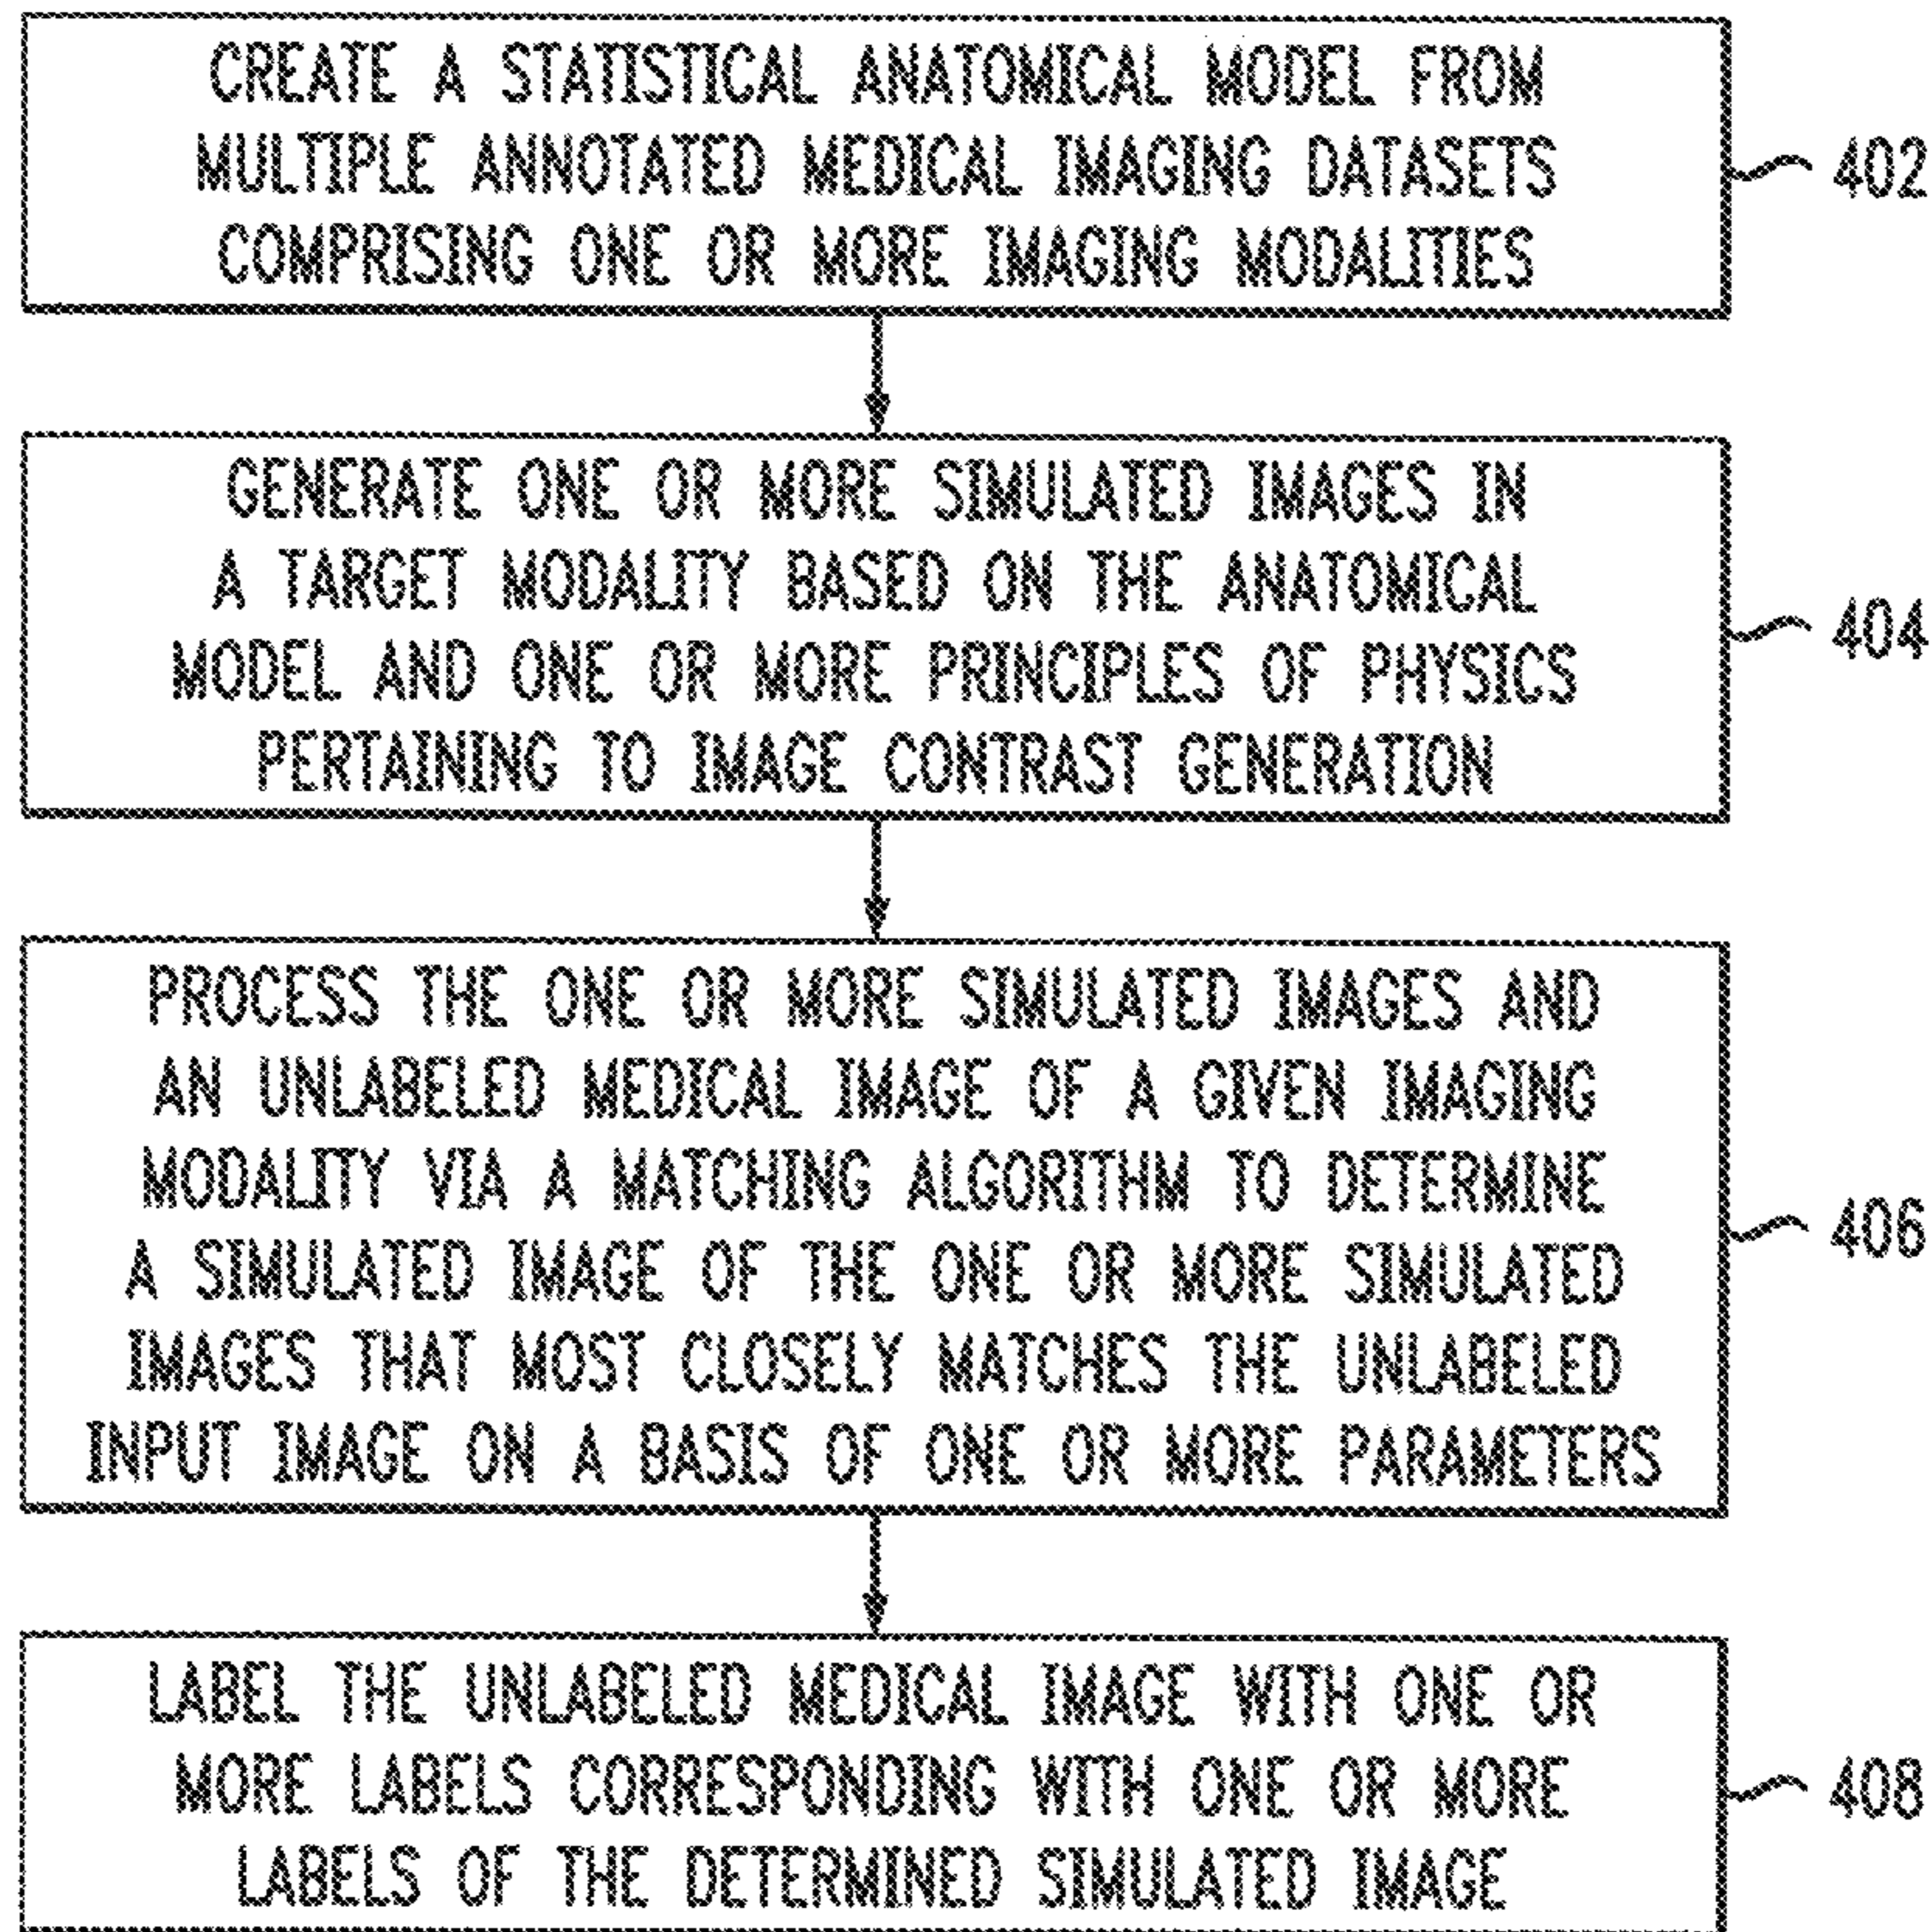 CREATE A STATISTICAL ANATOMICAL MODEL FROM
MULTIPLE ANNOTATED MEDICAL IMAGING DATASETS
COMPRISING ONE OR MORE IMAGING MODALITIES
402
GENERATE ONE OR MORE SIMULATED IMAGES IN
A TARGET MODALITY BASED ON THE ANATOMICAL
MODEL AND ONE OR MORE PRINCIPLES OF PHYSICS
PERTAINING TO IMAGE CONTRAST GENERATION
404
PROCESS THE ONE OR MORE SIMULATED IMAGES AND
AN UNLABELED MEDICAL IMAGE OF A GIVEN IMAGING
MODALITY VIA A MATCHING ALGORITHM TO DETERMINE
A SIMULATED IMAGE OF THE ONE OR MORE SIMULATED
IMAGES THAT MOST CLOSELY MATCHES THE UNLABELED
INPUT IMAGE ON A BASIS OF ONE OR MORE PARAMETERS
406
LABEL THE UNLABELED MEDICAL IMAGE WITH ONE OR
MORE LABELS CORRESPONDING WITH ONE OR MORE
LABELS OF THE DETERMINED SIMULATED IMAGE
408